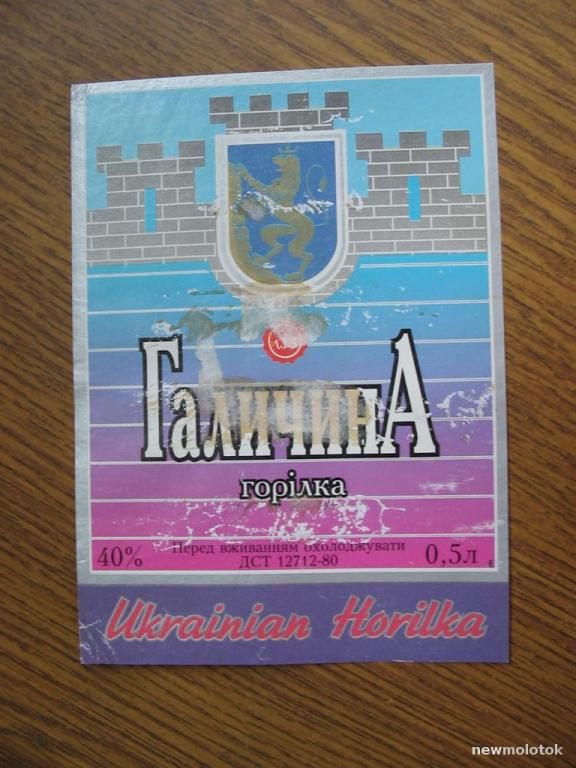 ГаличинА
горілка
40% Перед вживанням охолоджувати 0,5л
ДСТ 12712-80
Ukrainian Horilka
newmolotok